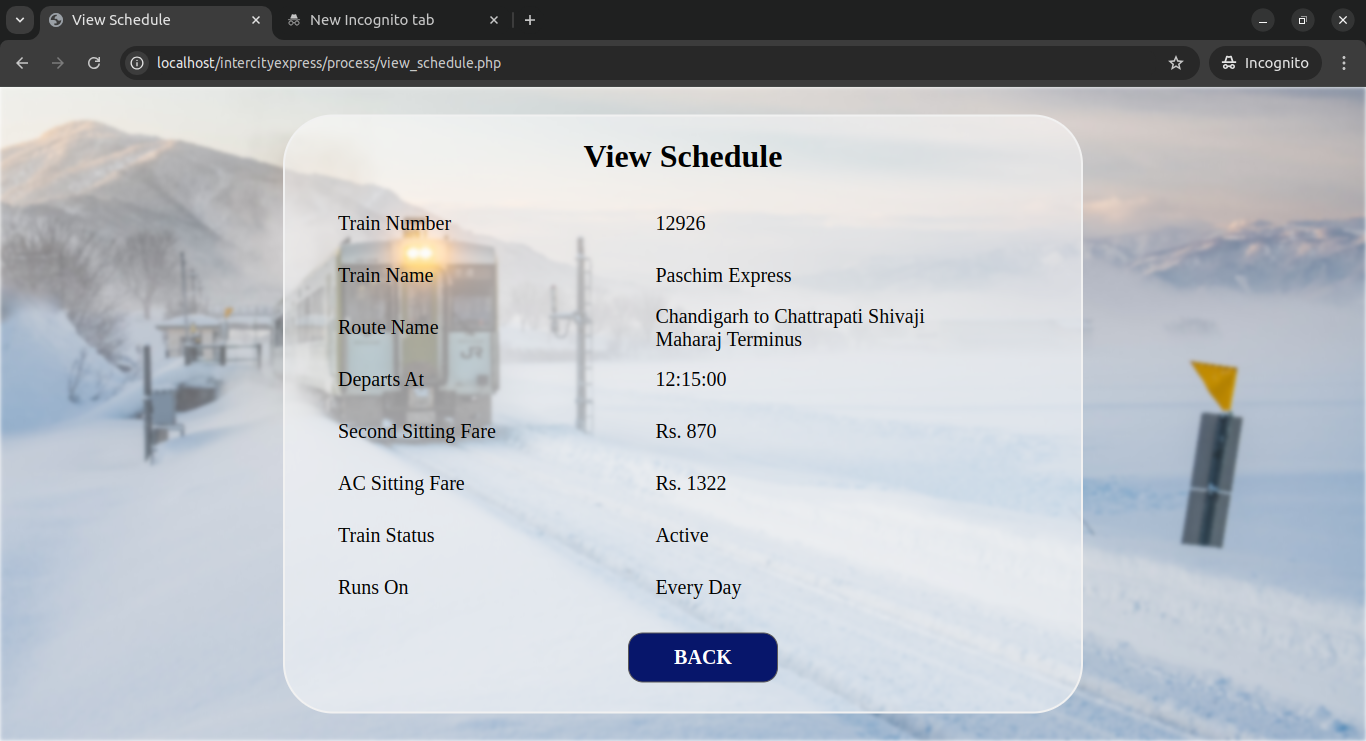 View Schedule
New Incognito tab
localhost/intercityexpress/process/view_schedule.php
Incognito
View Schedule
Train Number 12926
Train Name Paschim Express
Route Name Chandigarh to Chattrapati Shivaji
Maharaj Terminus
Departs At 12:15:00
Second Sitting Fare Rs. 870
AC Sitting Fare Rs. 1322
Train Status Active
Runs On Every Day
BACK